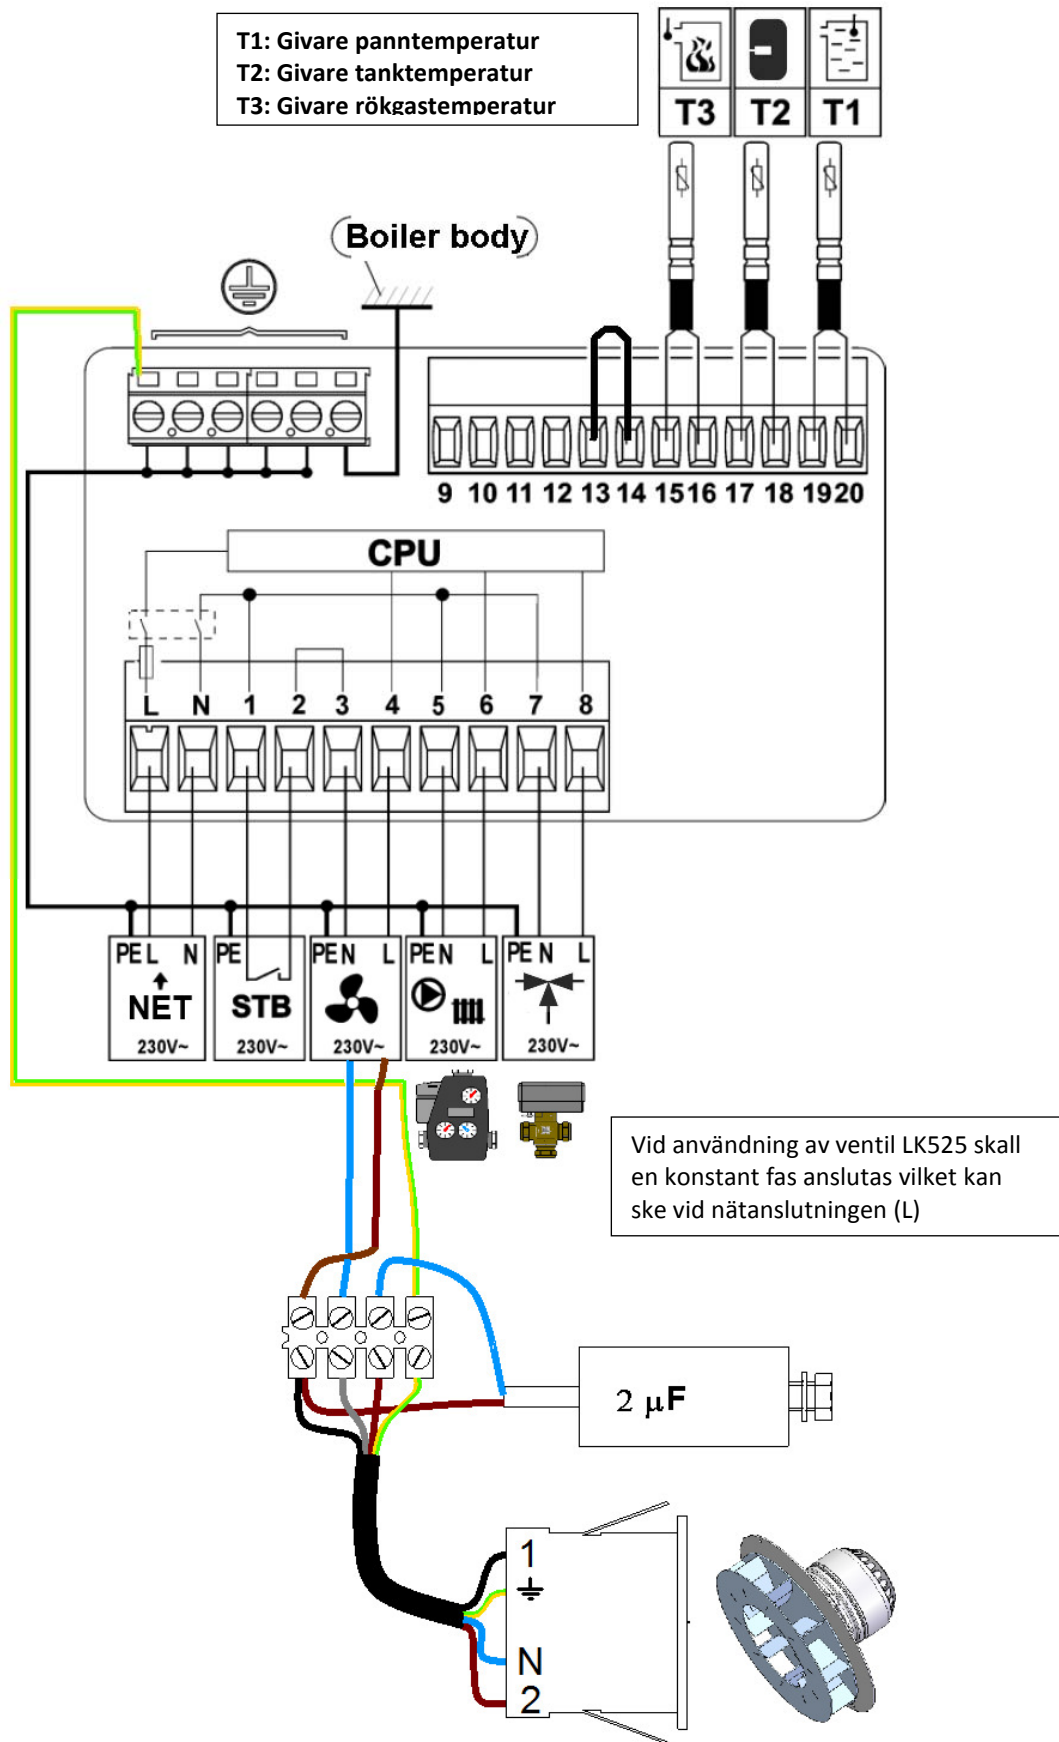 T1: Givare panntemperatur
T2: Givare tanktemperatur
T3: Givare rökgastemperatur
T3 T2 T1
(Boiler body)
9 10 11 12 13 14 15 16 17 18 19 20
CPU
L N 1 2 3 4 5 6 7 8
PE L N PE PE N L PE N L PE N L
NET STB
230V~ 230V~ 230V~ 230V~ 230V~
Vid användning av ventil LK525 skall
en konstant fas anslutas vilket kan
ske vid nätanslutningen (L)
2 µF
1
N
2